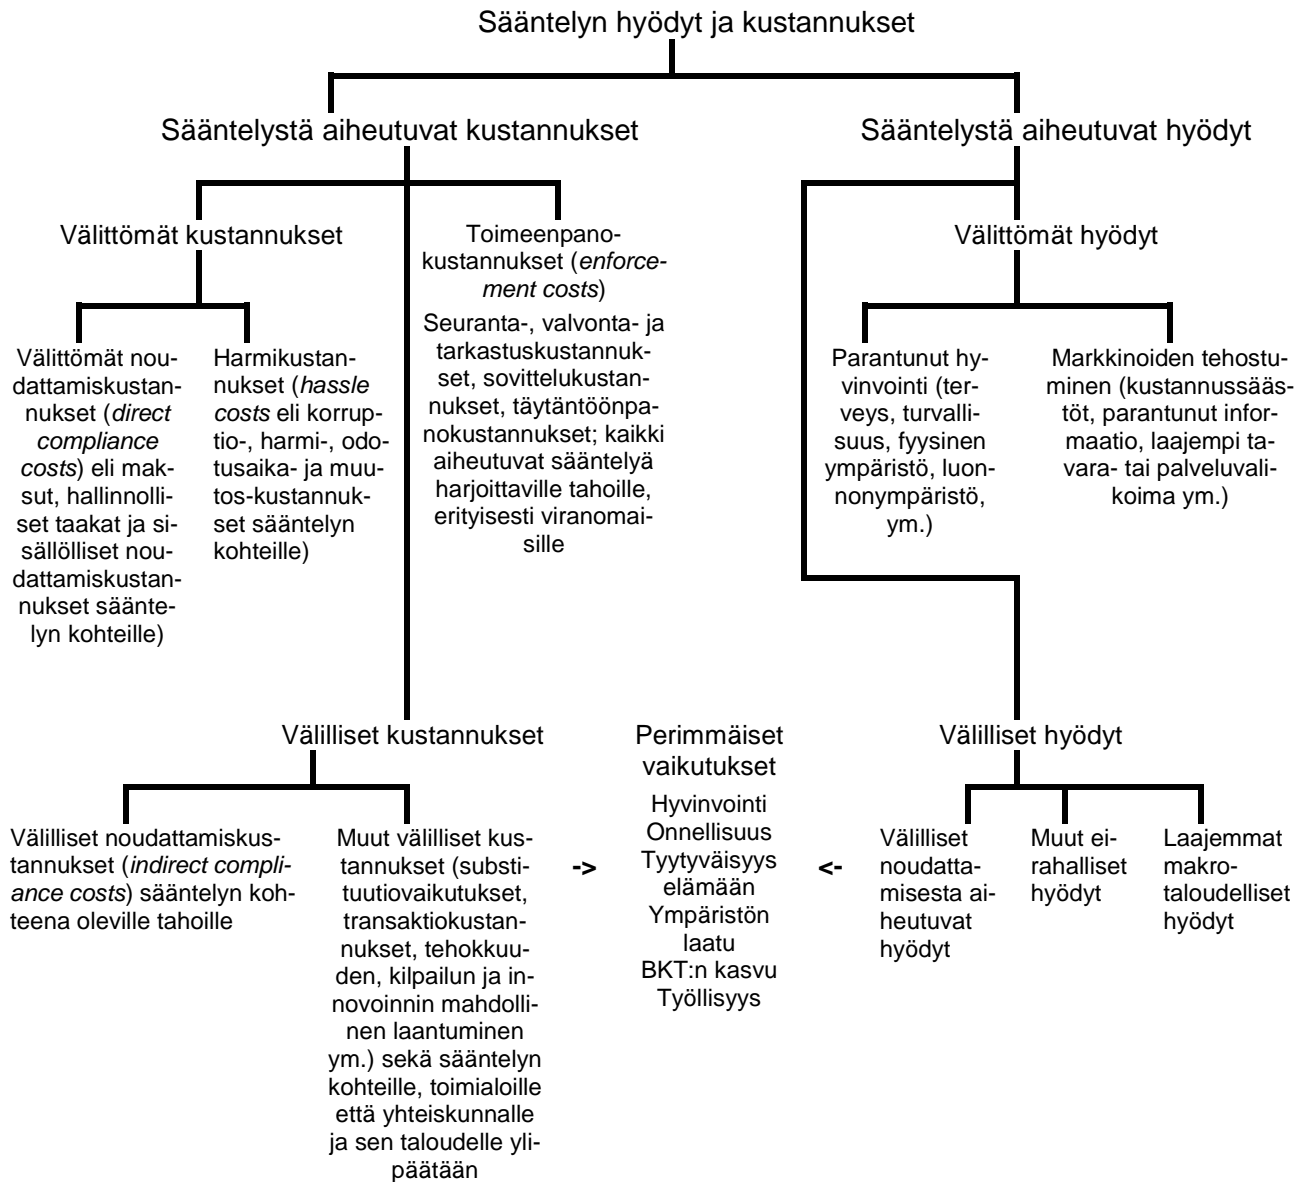 Sääntelyn hyödyt ja kustannukset
Sääntelystä aiheutuvat kustannukset
Sääntelystä aiheutuvat hyödyt
Välittömät kustannukset
Välittömät nou-
dattamiskustan-
nukset (direct
compliance
costs) eli mak-
sut, hallinnolli-
set taakat ja si-
sällölliset nou-
dattamiskustan-
nukset sääntе-
lyn kohteille)
Harmikustan-
nukset (hassle
costs eli korrup-
tio-, harmi-, odo-
tusaika- ja muu-
tos-kustannuk-
set sääntelyn
kohteille)
Toimeenpano-
kustannukset (enforce-
ment costs)
Seuranta-, valvonta- ja
tarkastuskustannuk-
set, sovittelukustan-
nukset, täytäntöönpa-
nokustannukset; kaikki
aiheutuvat sääntelyä
harjoittaville tahoille,
erityisesti viranomai-
sille
Välittömät hyödyt
Parantunut hy-
vinvointi (ter-
veys, turvalli-
suus, fyysinen
ympäristö, luon-
nonympäristö,
ym.)
Markkinoiden tehostu-
minen (kustannussääs-
töt, parantunut infor-
maatio, laajempi ta-
vara- tai palveluvali-
koima ym.)
Välilliset kustannukset
Välilliset noudattamiskus-
tannukset (indirect compli-
ance costs) sääntelyn koh-
teena oleville tahoille
Muut välilliset kus-
tannukset (substi-
tuutiovaikutukset,
transaktiokustan-
nukset, tehokkuu-
den, kilpailun ja in-
novoinnin mahdolli-
nen laantuminen
ym.) sekä sääntelyn
kohteille, toimialoille
että yhteiskunnalle
ja sen taloudelle yli-
päätään
->
Perimmäiset
vaikutukset
Hyvinvointi
Onnellisuus
Tyytyväisyys
elämään
Ympäristön
laatu
BKT:n kasvu
Työllisyys
<-
Välilliset hyödyt
Välilliset
noudatta-
misesta ai-
heutuvat
hyödyt
Muut ei-
rahalliset
hyödyt
Laajemmat
makro-
taloudelliset
hyödyt